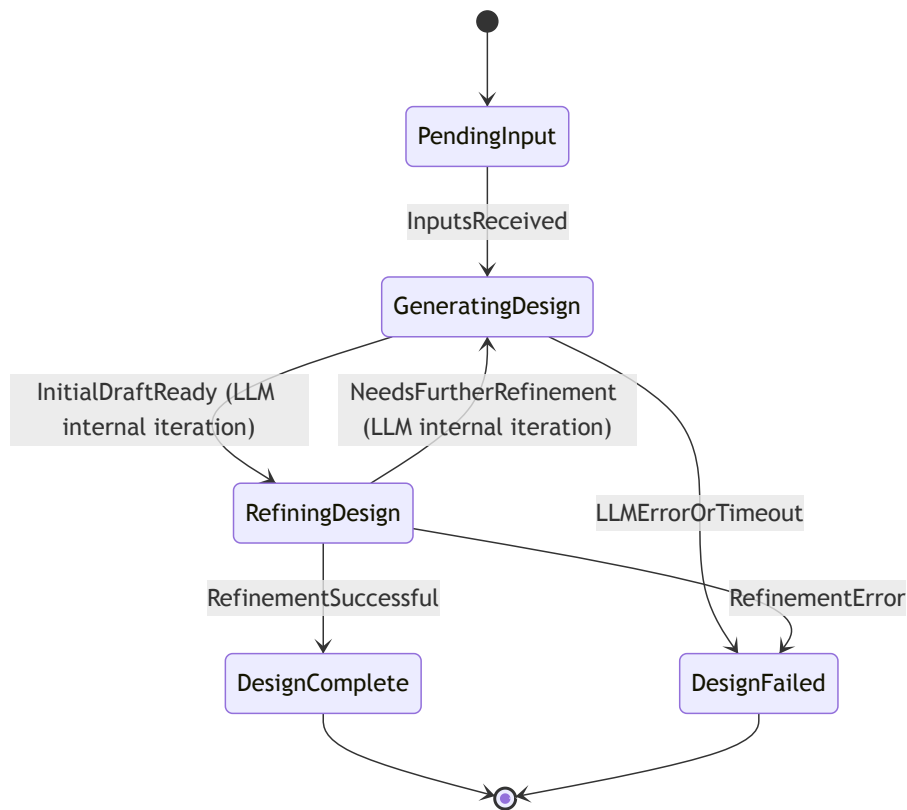 PendingInput
InputsReceived
GeneratingDesign
InitialDraftReady (LLM
internal iteration)
NeedsFurtherRefinement
(LLM internal iteration)
RefiningDesign
LLMErrorOrTimeout
RefinementSuccessful
RefinementError
DesignComplete
DesignFailed